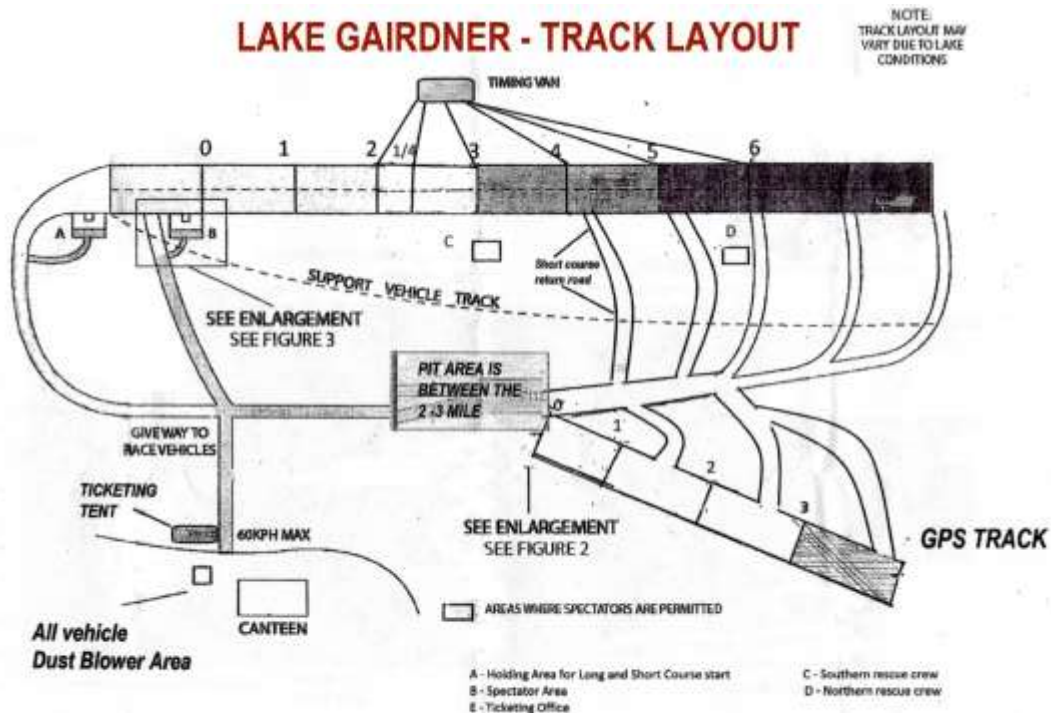 LAKE GAIRDNER - TRACK LAYOUT
NOTE:
TRACK LAYOUT MAY
VARY DUE TO LAKE
CONDITIONS
TIMING VAN
0 1 2 1/4 3 4 5 6
A
B
C
D
Short course
return road
SUPPORT VEHICLE TRACK
SEE ENLARGEMENT
SEE FIGURE 3
PIT AREA IS
BETWEEN THE
2 -3 MILE
0
1
2
3
GIVE WAY TO
RACE VEHICLES
TICKETING
TENT
60KPH MAX
SEE ENLARGEMENT
SEE FIGURE 2
GPS TRACK
AREAS WHERE SPECTATORS ARE PERMITTED
CANTEEN
All vehicle
Dust Blower Area
A - Holding Area for Long and Short Course start
B - Spectator Area
E - Ticketing Office
C - Southern rescue crew
D - Northern rescue crew